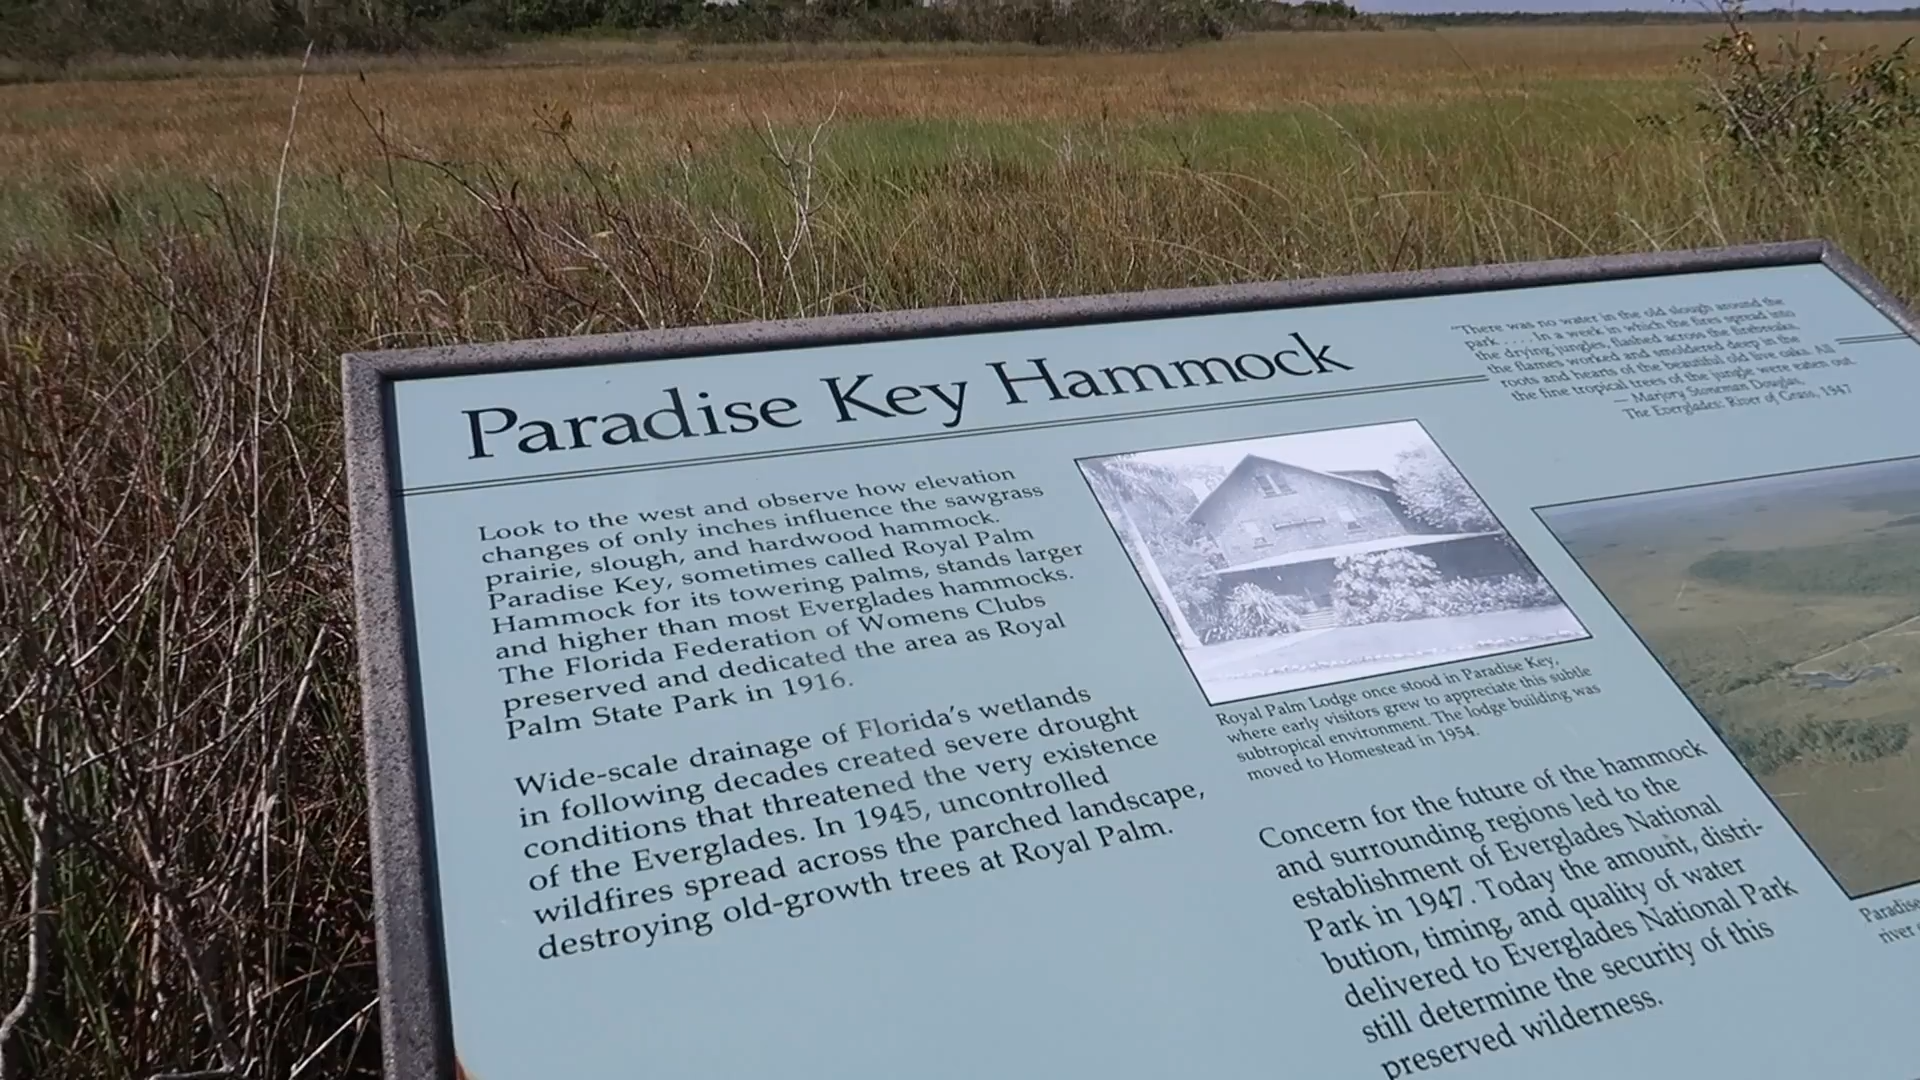 Paradise Key Hammock
"There was no water in the old slough around the
park . . . . In a week in which the fires spread into
the drying jungles, flashed across the firebreaks,
the flames worked and smoldered deep in the
roots and hearts of the beautiful old live oaks. All
the fine tropical trees of the jungle were eaten out
— Marjory Stoneman Douglas,
The Everglades: River of Grass, 1947
Look to the west and observe how elevation
changes of only inches influence the sawgrass
prairie, slough, and hardwood hammock.
Paradise Key, sometimes called Royal Palm
Hammock for its towering palms, stands larger
and higher than most Everglades hammocks.
The Florida Federation of Womens Clubs
preserved and dedicated the area as Royal
Palm State Park in 1916.
Wide-scale drainage of Florida's wetlands
in following decades created severe drought
conditions that threatened the very existence
of the Everglades. In 1945, uncontrolled
wildfires spread across the parched landscape,
destroying old-growth trees at Royal Palm.
Royal Palm Lodge once stood in Paradise Key,
where early visitors grew to appreciate this subtle
subtropical environment. The lodge building was
moved to Homestead in 1954.
Concern for the future of the hammock
and surrounding regions led to the
establishment of Everglades National
Park in 1947. Today the amount, distri-
bution, timing, and quality of water
delivered to Everglades National Park
still determine the security of this
preserved wilderness.
Paradise
river